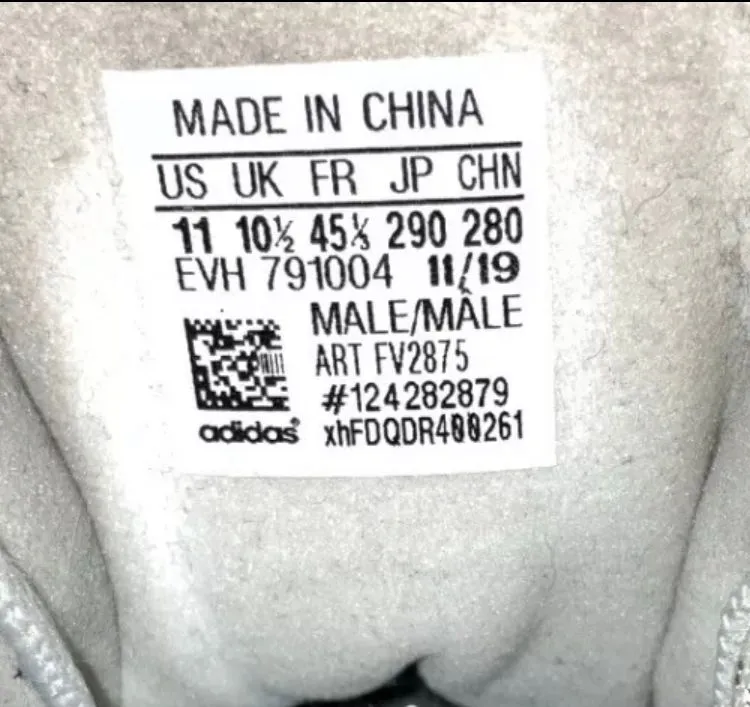 MADE IN CHINA
US UK FR JP CHN
11 10½ 45⅓ 290 280
EVH 791004 11/19
MALE/MÂLE
ART FV2875
#124282879
adidas® xhFDQDR400261